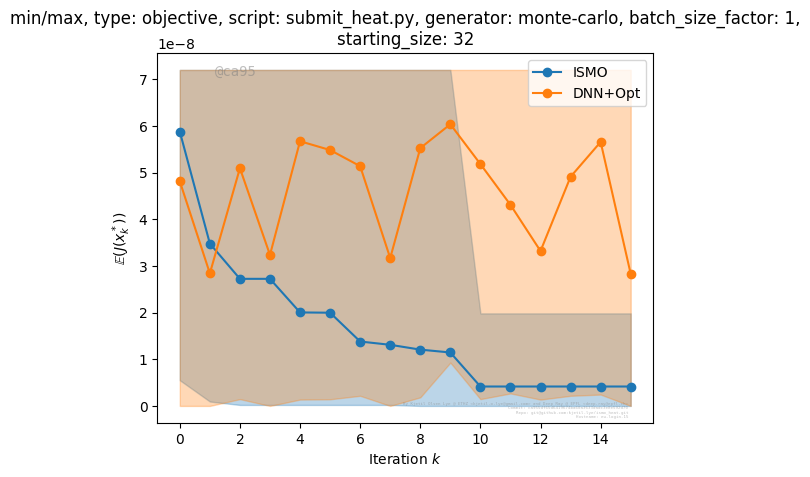 min/max, type: objective, script: submit_heat.py, generator: monte-carlo, batch_size_factor: 1,
starting_size: 32
1e−8
@ca95
ISMO
DNN+Opt
7
6
5
4
3
2
1
0
𝔼(J(x*k))
0 2 4 6 8 10 12 14
Iteration k